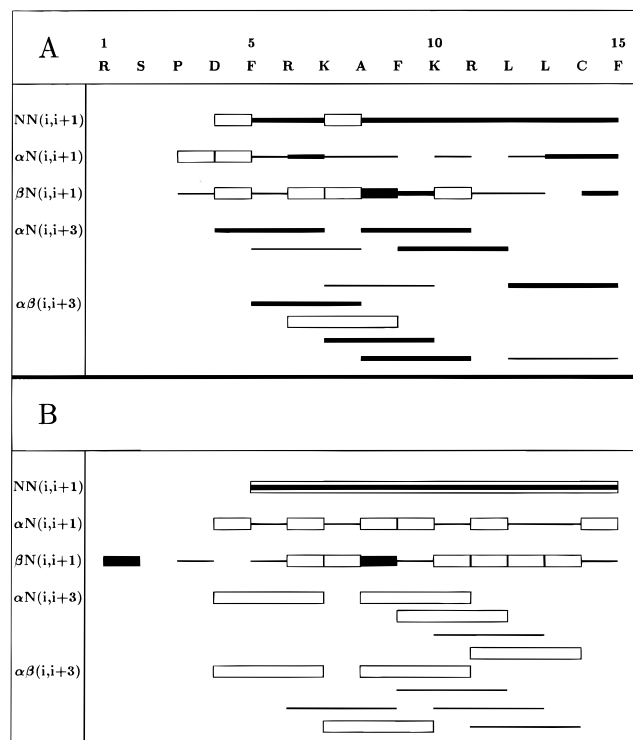 A
1 5 10 15
R S P D F R K A F K R L L C F
NN(i,i+1)
αN(i,i+1)
βN(i,i+1)
αN(i,i+3)
αβ(i,i+3)
B
NN(i,i+1)
αN(i,i+1)
βN(i,i+1)
αN(i,i+3)
αβ(i,i+3)